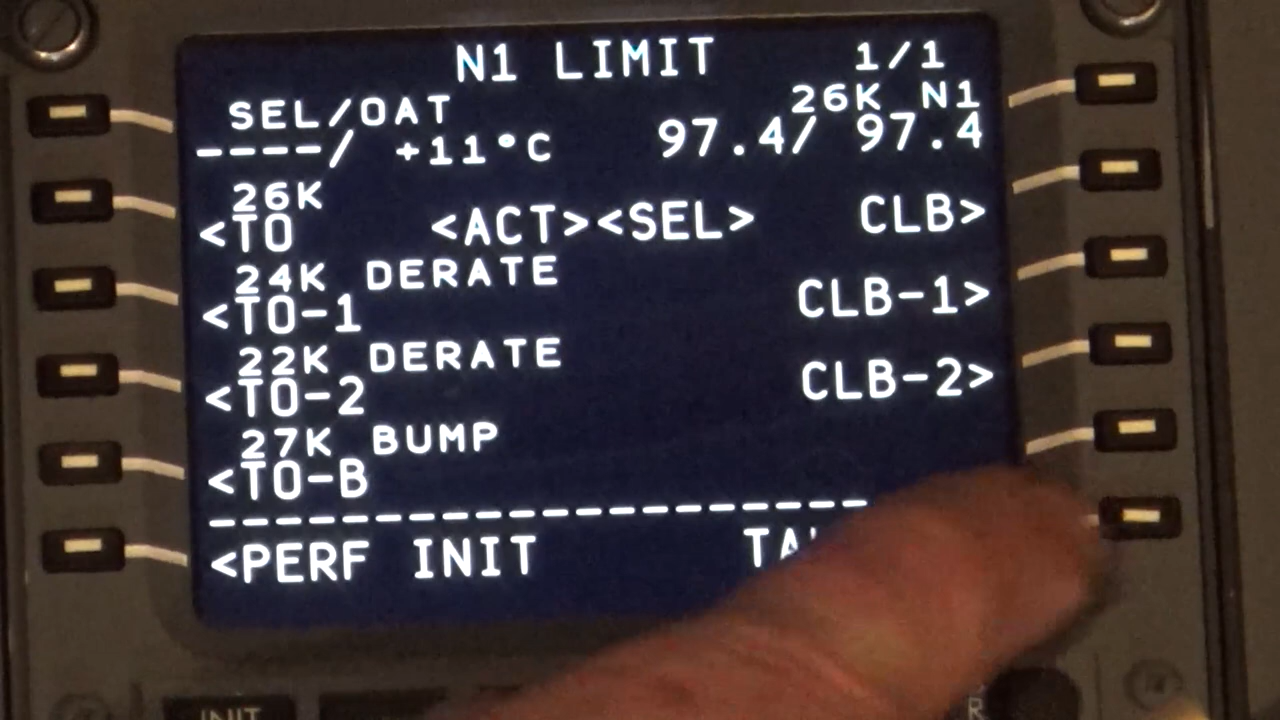 N1 LIMIT 1/1
SEL/OAT 26K N1
----/ +11°C 97.4/ 97.4
26K
<TO <ACT><SEL> CLB>
24K DERATE
<TO-1 CLB-1>
22K DERATE
<TO-2 CLB-2>
27K BUMP
<TO-B
--------------------
<PERF INIT
INIT
R